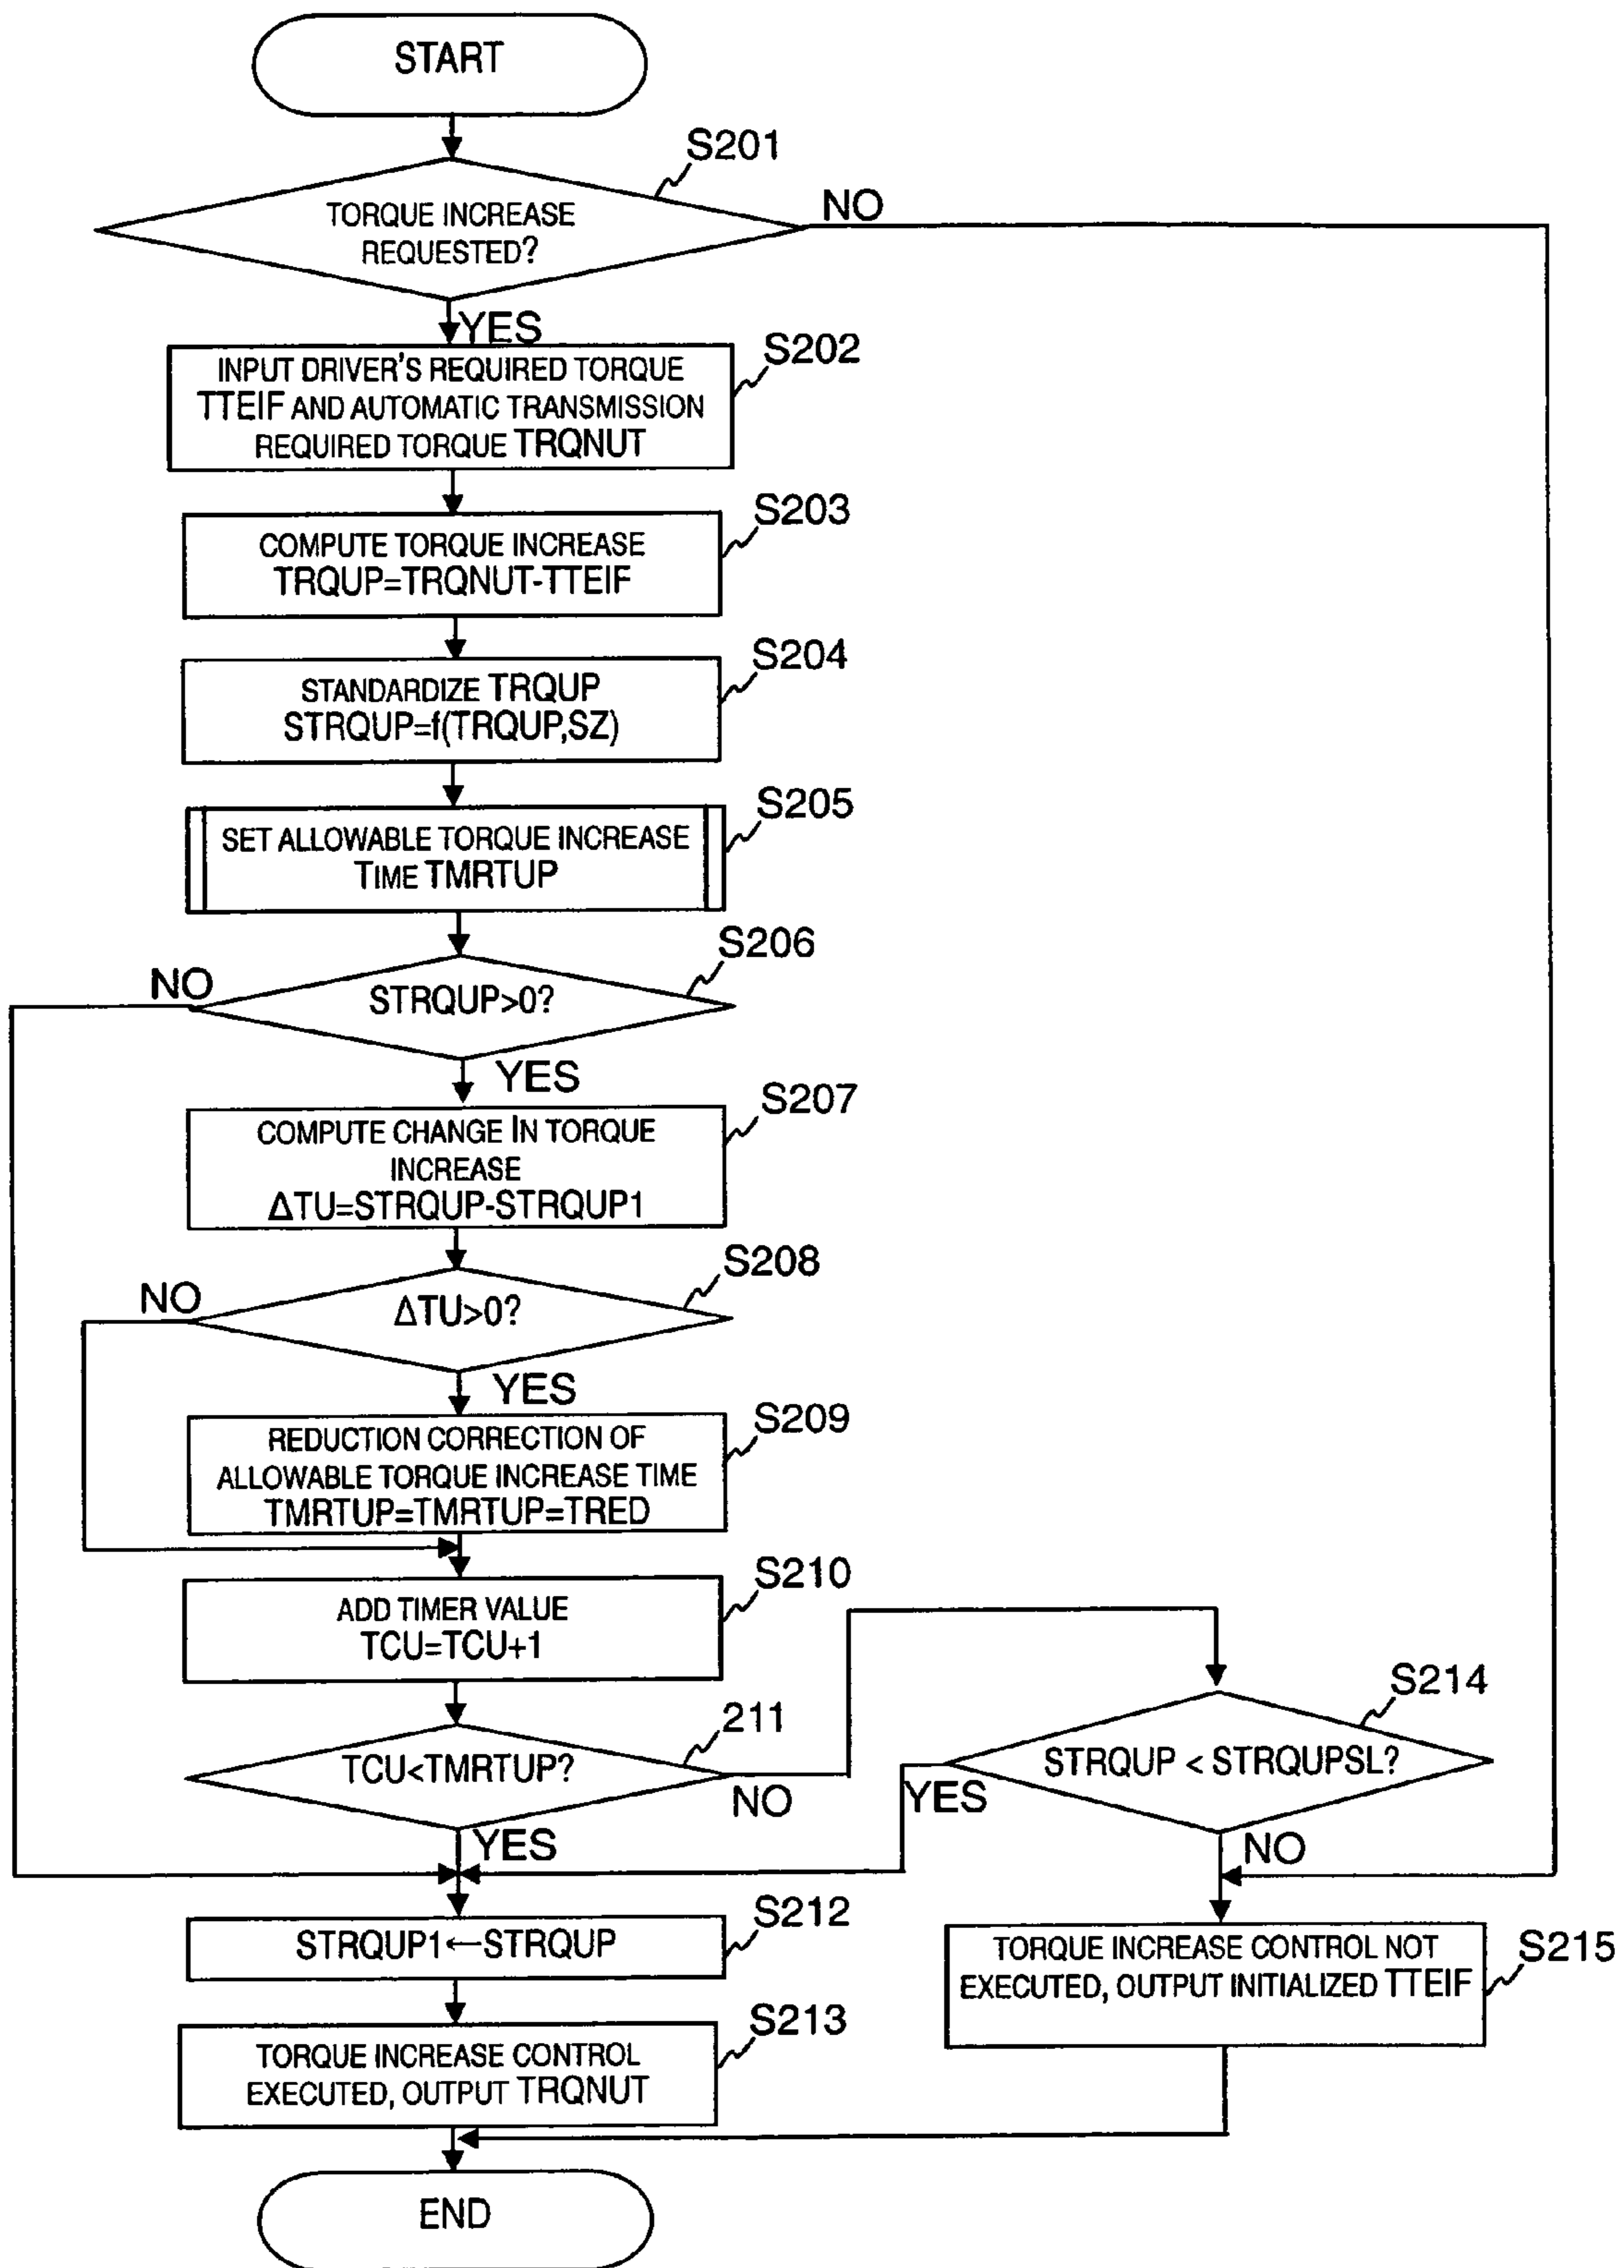 START
S201
TORQUE INCREASE
REQUESTED?
NO
YES
S202
INPUT DRIVER'S REQUIRED TORQUE
TTEIF AND AUTOMATIC TRANSMISSION
REQUIRED TORQUE TRQNUT
S203
COMPUTE TORQUE INCREASE
TRQUP=TRQNUT-TTEIF
S204
STANDARDIZE TRQUP
STRQUP=f(TRQUP,SZ)
S205
SET ALLOWABLE TORQUE INCREASE
TIME TMRTUP
S206
NO
STRQUP>0?
YES
S207
COMPUTE CHANGE IN TORQUE
INCREASE
ΔTU=STRQUP-STRQUP1
S208
NO
ΔTU>0?
YES
S209
REDUCTION CORRECTION OF
ALLOWABLE TORQUE INCREASE TIME
TMRTUP=TMRTUP=TRED
S210
ADD TIMER VALUE
TCU=TCU+1
211
TCU<TMRTUP?
NO
YES
S214
STRQUP < STRQUPSL?
YES
NO
S212
STRQUP1←STRQUP
S213
TORQUE INCREASE CONTROL
EXECUTED, OUTPUT TRQNUT
S215
TORQUE INCREASE CONTROL NOT
EXECUTED, OUTPUT INITIALIZED TTEIF
END